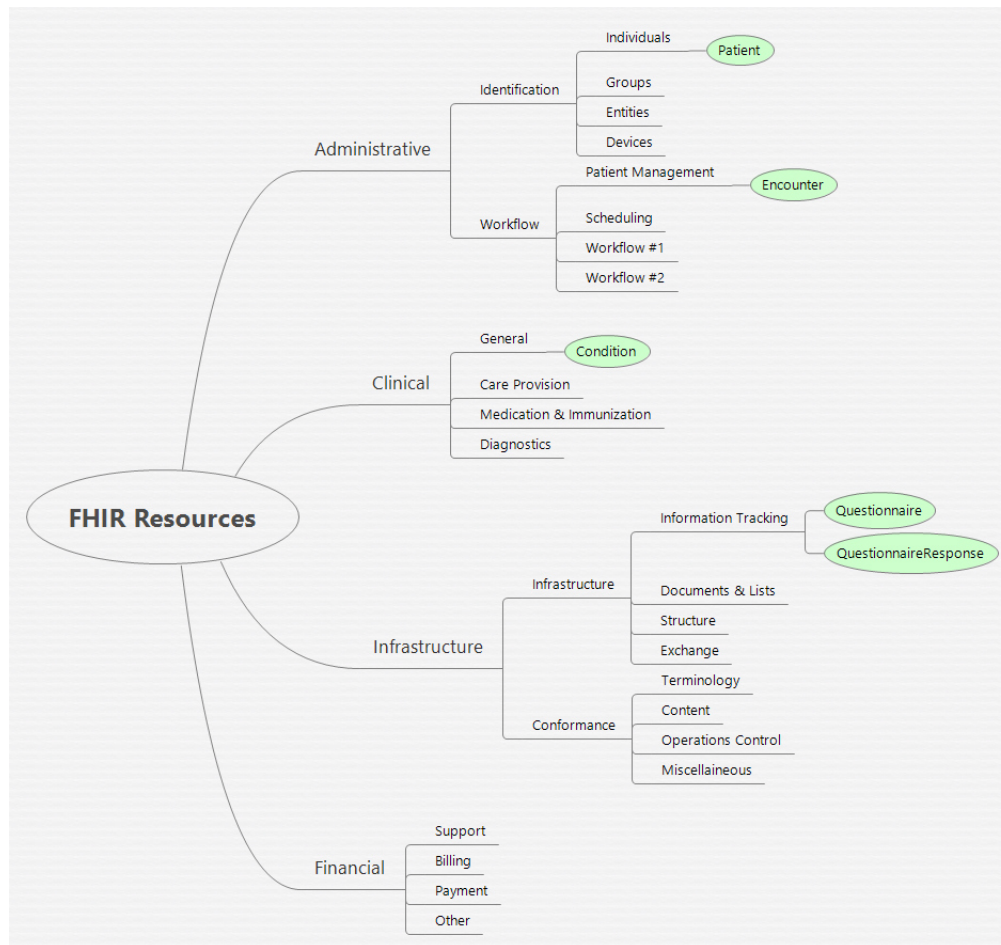 Individuals
Patient
Groups
Identification
Entities
Devices
Administrative
Patient Management
Encounter
Scheduling
Workflow
Workflow #1
Workflow #2
General
Condition
Clinical
Care Provision
Medication & Immunization
Diagnostics
FHIR Resources
Questionnaire
Information Tracking
QuestionnaireResponse
Infrastructure
Documents & Lists
Structure
Exchange
Infrastructure
Terminology
Content
Conformance
Operations Control
Miscellaineous
Support
Billing
Financial
Payment
Other